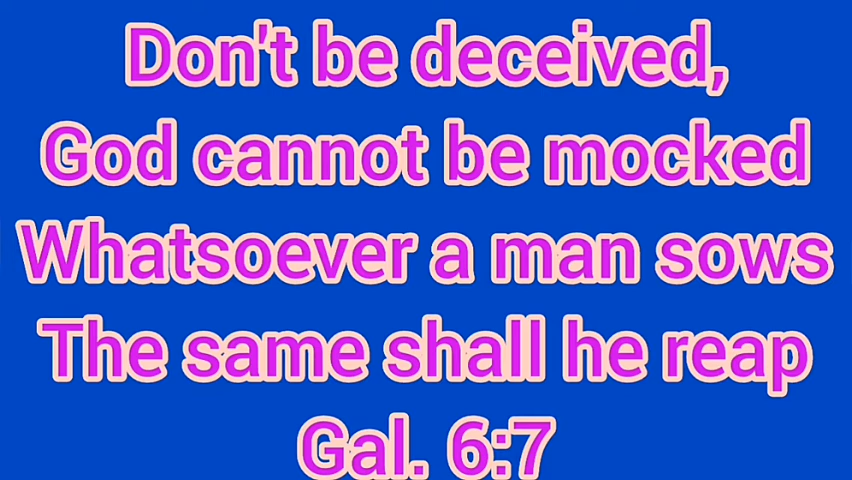 Don't be deceived,
God cannot be mocked
Whatsoever a man sows
The same shall he reap
Gal. 6:7